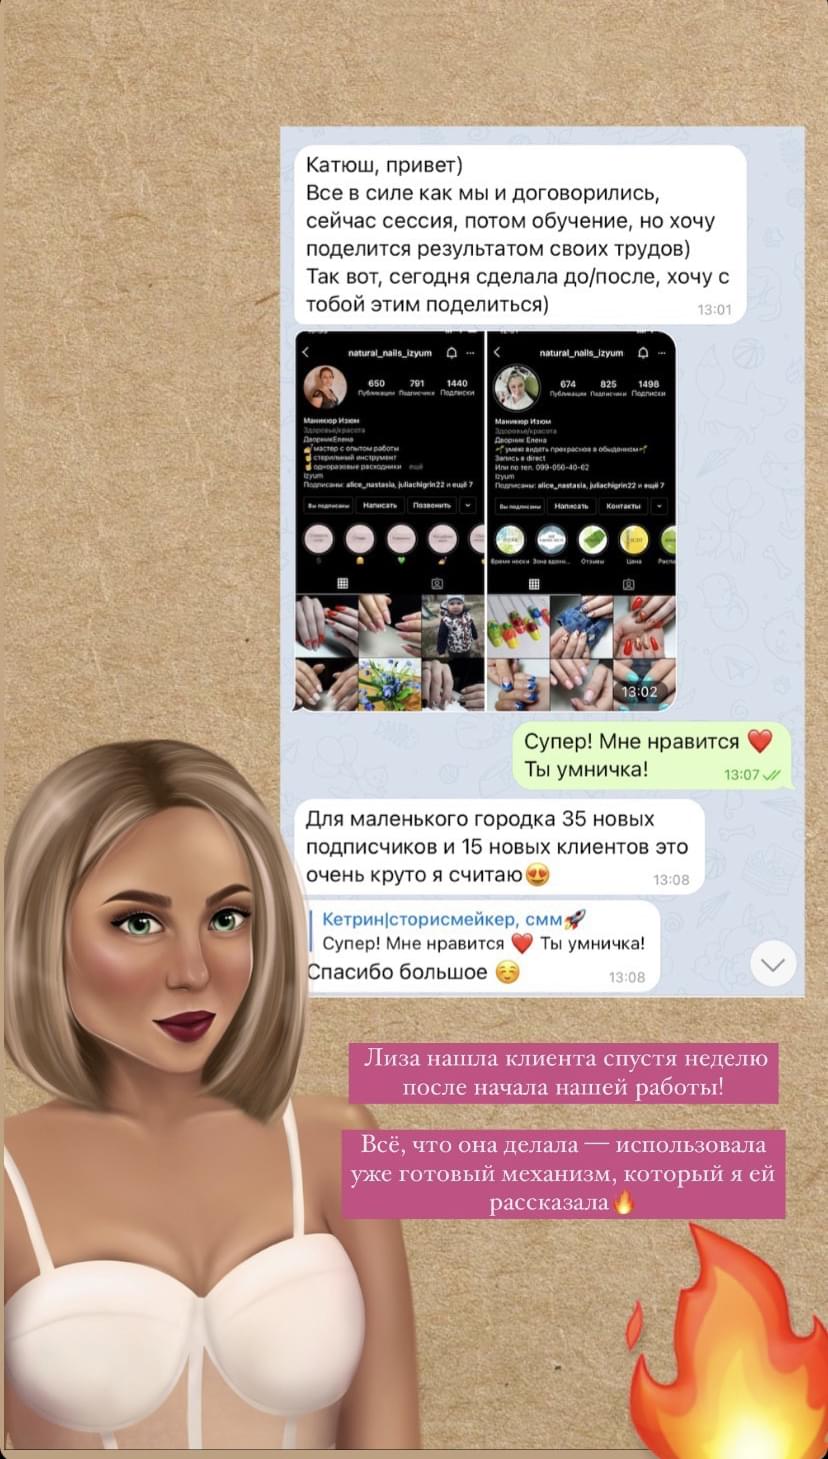 Катюш, привет)
Все в силе как мы и договорились,
сейчас сессия, потом обучение, но хочу
поделится результатом своих трудов)
Так вот, сегодня сделала до/после, хочу с
тобой этим поделиться)
13:01
natural_nails_izyum
650 791 1440
Публикации Подписчики Подписки
Маникюр Изюм
Здоровье/красота
ДворникЕлена
мастер с опытом работы
стерильный инструмент
одноразовые расходники ещё
Izyum
Подписаны: alice_nastasia, juliachigrin22 и ещё 7
Вы подписаны Написать Позвонить
natural_nails_izyum
674 825 1498
Публикации Подписчики Подписки
Маникюр Изюм
Здоровье/красота
Дворник Елена
🌱умею видеть прекрасное в обыденном🌱
Запись в direct
Или по тел. 099-050-40-62
Izyum
Подписаны: alice_nastasia, juliachigrin22 и ещё 7
Вы подписаны Написать Контакты
Время носки Отзывы Цена
13:02
Супер! Мне нравится ❤️
Ты умничка!
13:07
Для маленького городка 35 новых
подписчиков и 15 новых клиентов это
очень круто я считаю😍
13:08
Кетрин|сторисмейкер, смм🚀
Супер! Мне нравится ❤️ Ты умничка!
Спасибо большое ☺️
13:08
Лиза нашла клиента спустя неделю
после начала нашей работы!
Всё, что она делала — использовала
уже готовый механизм, который я ей
рассказала🔥